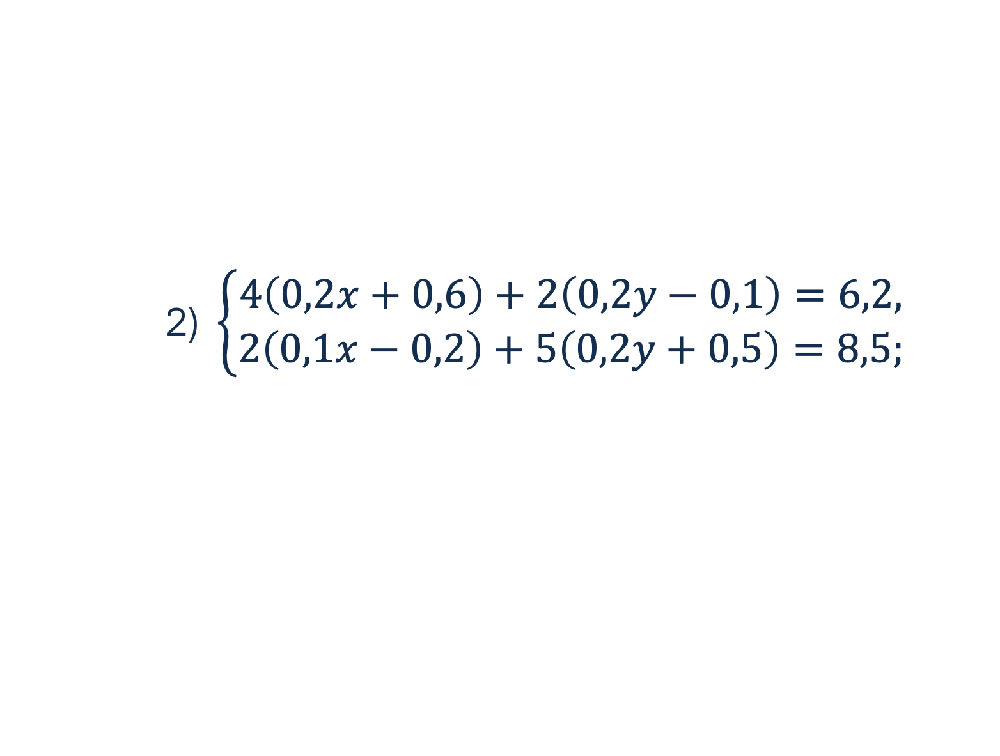 2) {4(0,2x + 0,6) + 2(0,2y − 0,1) = 6,2,
2(0,1x − 0,2) + 5(0,2y + 0,5) = 8,5;